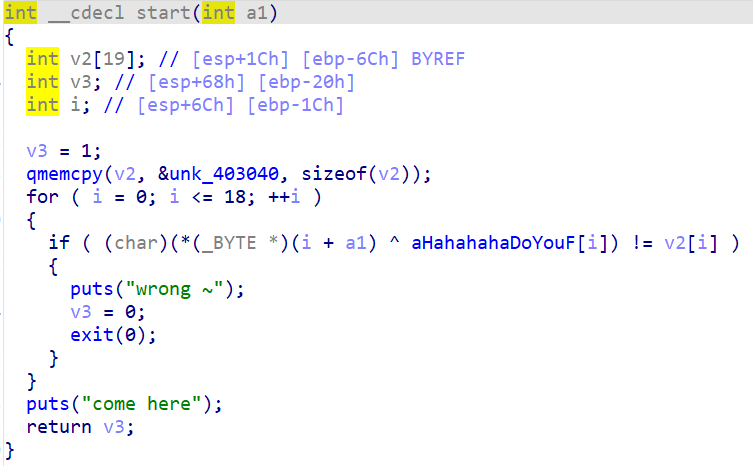 int __cdecl start(int a1)
{
  int v2[19]; // [esp+1Ch] [ebp-6Ch] BYREF
  int v3; // [esp+68h] [ebp-20h]
  int i; // [esp+6Ch] [ebp-1Ch]

  v3 = 1;
  qmemcpy(v2, &unk_403040, sizeof(v2));
  for ( i = 0; i <= 18; ++i )
  {
    if ( (char)(*(_BYTE *)(i + a1) ^ aHahahahaDoYouF[i]) != v2[i] )
    {
      puts("wrong ~");
      v3 = 0;
      exit(0);
    }
  }
  puts("come here");
  return v3;
}